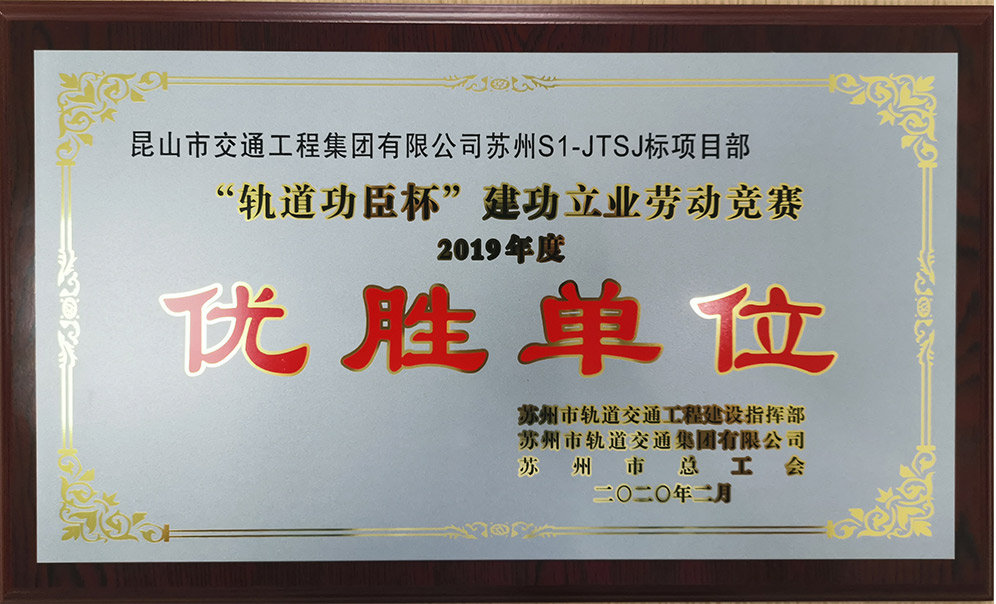 昆山市交通工程集团有限公司苏州S1-JTSJ标项目部
“轨道功臣杯”建功立业劳动竞赛
2019年度
优胜单位
苏州市轨道交通工程建设指挥部
苏州市轨道交通集团有限公司
苏州市总工会
二〇二〇年二月